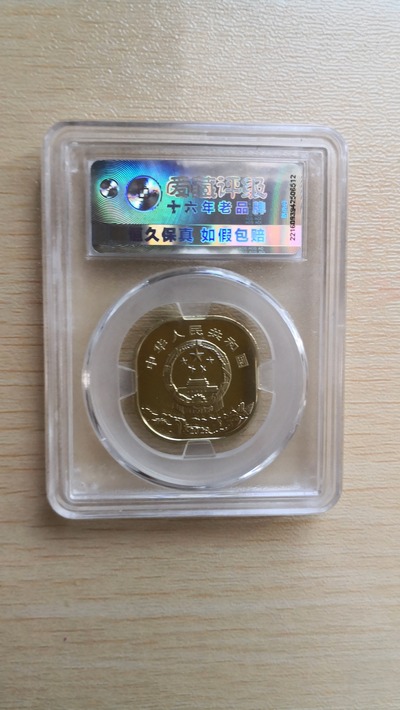 爱藏评级
十六年老品牌
恒久保真 如假包赔
中华人民共和国